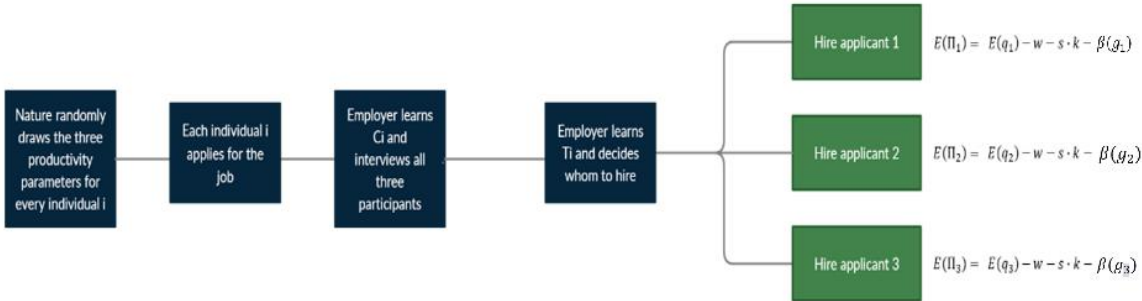 Nature randomly
draws the three
productivity
parameters for
every individual i
Each individual i
applies for the
job
Employer learns
Ci and
interviews all
three
participants
Employer learns
Ti and decides
whom to hire
Hire applicant 1
E(Π₁) = E(q₁) − w − s · k − β(g₁)
Hire applicant 2
E(Π₂) = E(q₂) − w − s · k − β(g₂)
Hire applicant 3
E(Π₃) = E(q₃) − w − s · k − β(g₃)